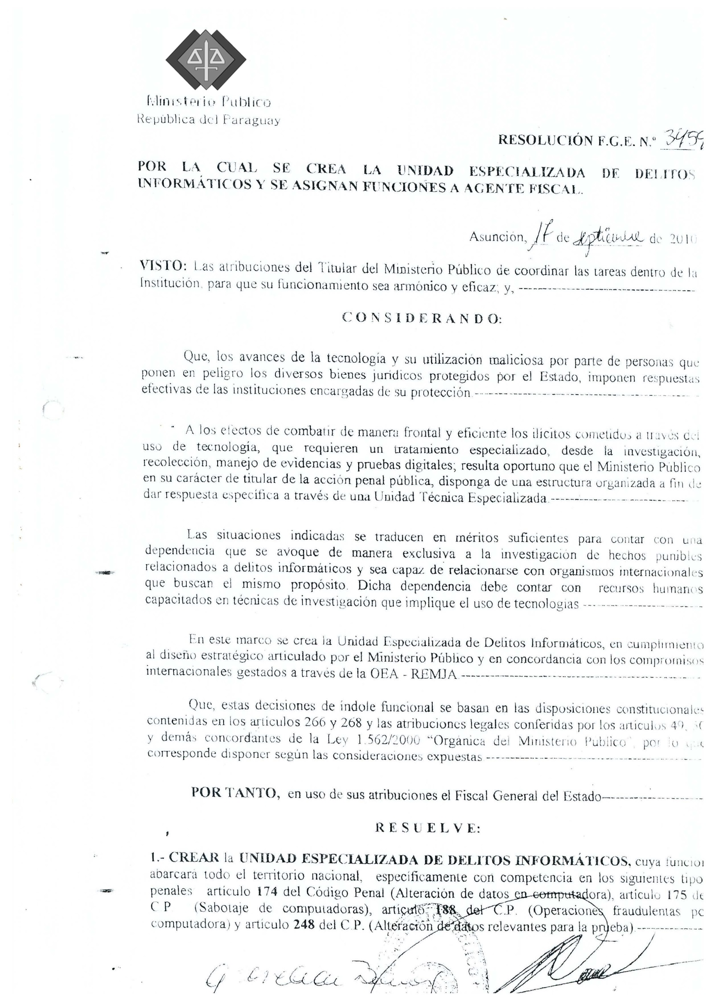 Ministerio Publico
República del Paraguay
RESOLUCIÓN F.G.E. N.º 3459
POR LA CUAL SE CREA LA UNIDAD ESPECIALIZADA DE DELITOS
INFORMÁTICOS Y SE ASIGNAN FUNCIONES A AGENTE FISCAL.
Asunción, 17 de septiembre de 2010
VISTO: Las atribuciones del Titular del Ministerio Público de coordinar las tareas dentro de la
Institución, para que su funcionamiento sea armónico y eficaz; y, ------------------------------------
CONSIDERANDO:
Que, los avances de la tecnología y su utilización maliciosa por parte de personas que
ponen en peligro los diversos bienes jurídicos protegidos por el Estado, imponen respuestas
efectivas de las instituciones encargadas de su protección.---------------------------------------------
A los efectos de combatir de manera frontal y eficiente los ilícitos cometidos a través del
uso de tecnología, que requieren un tratamiento especializado, desde la investigación,
recolección, manejo de evidencias y pruebas digitales; resulta oportuno que el Ministerio Público
en su carácter de titular de la acción penal pública, disponga de una estructura organizada a fin de
dar respuesta específica a través de una Unidad Técnica Especializada.----------------------------
Las situaciones indicadas se traducen en méritos suficientes para contar con una
dependencia que se avoque de manera exclusiva a la investigación de hechos punibles
relacionados a delitos informáticos y sea capaz de relacionarse con organismos internacionales
que buscan el mismo propósito. Dicha dependencia debe contar con recursos humanos
capacitados en técnicas de investigación que implique el uso de tecnologías ------------------------
En este marco se crea la Unidad Especializada de Delitos Informáticos, en cumplimiento
al diseño estratégico articulado por el Ministerio Público y en concordancia con los compromisos
internacionales gestados a través de la OEA - REMJA.------------------------------------------------
Que, estas decisiones de índole funcional se basan en las disposiciones constitucionales
contenidas en los artículos 266 y 268 y las atribuciones legales conferidas por los artículos 49,
y demás concordantes de la Ley 1.562/2000 “Orgánica del Ministerio Publico”, por lo que
corresponde disponer según las consideraciones expuestas --------------------------------------------
POR TANTO, en uso de sus atribuciones el Fiscal General del Estado---------------------
RESUELVE:
1.- CREAR la UNIDAD ESPECIALIZADA DE DELITOS INFORMÁTICOS, cuya funcion
abarcará todo el territorio nacional, específicamente con competencia en los siguientes tipo
penales artículo 174 del Código Penal (Alteración de datos en computadora), artículo 175 de
C P (Sabotaje de computadoras), artículo 188 del C.P. (Operaciones fraudulentas po
computadora) y artículo 248 del C.P. (Alteración de datos relevantes para la prueba).--------------